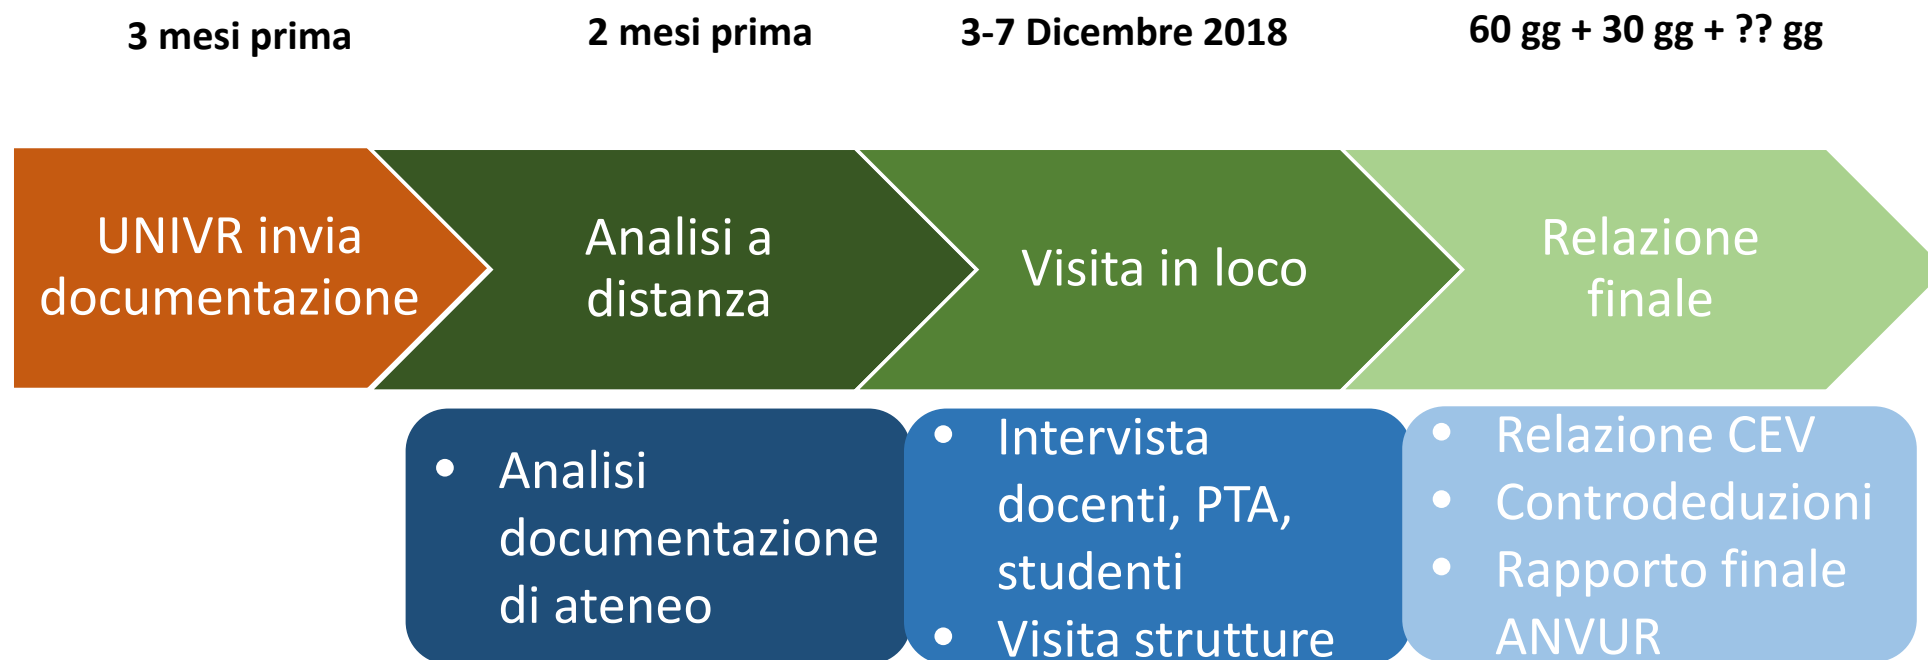 3 mesi prima
2 mesi prima
3-7 Dicembre 2018
60 gg + 30 gg + ?? gg
UNIVR invia
documentazione
Analisi a
distanza
Visita in loco
Relazione
finale
• Analisi
documentazione
di ateneo
• Intervista
docenti, PTA,
studenti
• Visita strutture
• Relazione CEV
• Controdeduzioni
• Rapporto finale
ANVUR